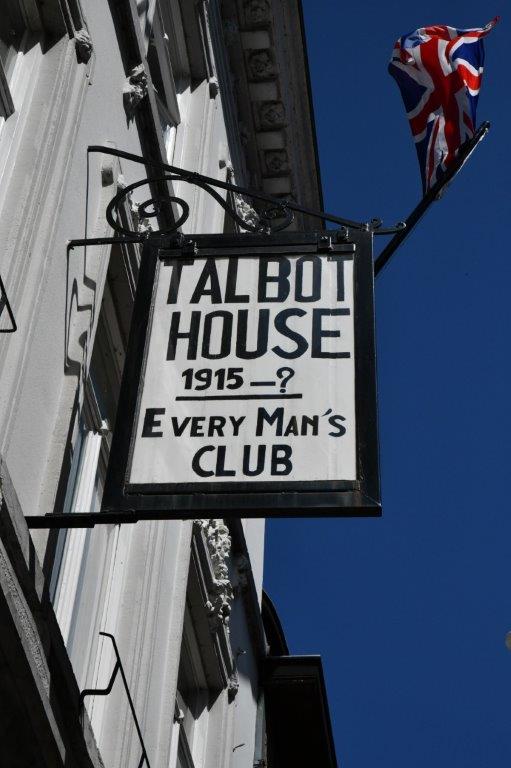 TALBOT
HOUSE
1915–?
EVERY MAN'S
CLUB